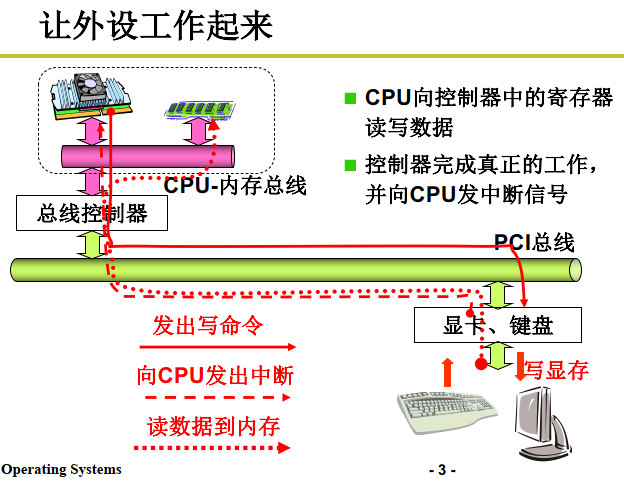 让外设工作起来
CPU向控制器中的寄存器
读写数据
控制器完成真正的工作，
并向CPU发中断信号
CPU-内存总线
总线控制器
PCI总线
显卡、键盘
发出写命令
向CPU发出中断
读数据到内存
写显存
Operating Systems
- 3 -